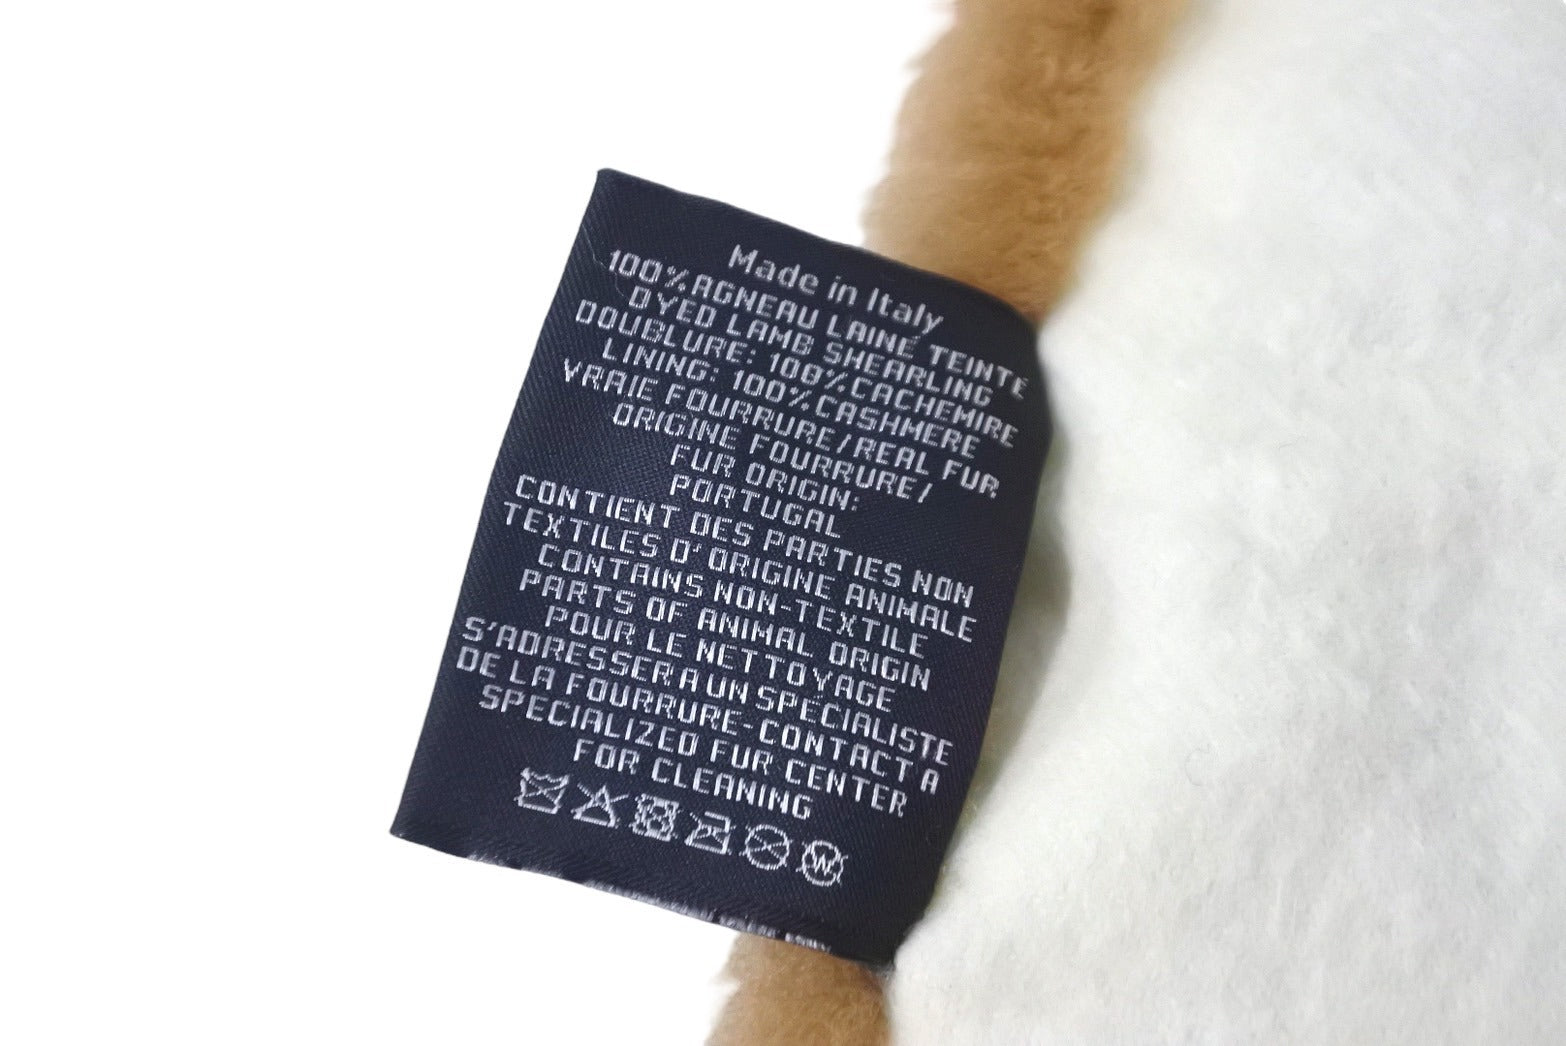 Made in Italy
100%AGNEAU LAINE TEINTE
DYED LAMB SHEARLING
DOUBLURE: 100%CACHEMIRE
LINING: 100%CASHMERE
VRAIE FOURRURE/REAL FUR
ORIGINE FOURRURE/
FUR ORIGIN:
PORTUGAL
CONTIENT DES PARTIES NON
TEXTILES D'ORIGINE ANIMALE
CONTAINS NON-TEXTILE
PARTS OF ANIMAL ORIGIN
POUR LE NETTOYAGE
S'ADRESSER A UN SPECIALISTE
DE LA FOURRURE-CONTACT A
SPECIALIZED FUR CENTER
FOR CLEANING
W